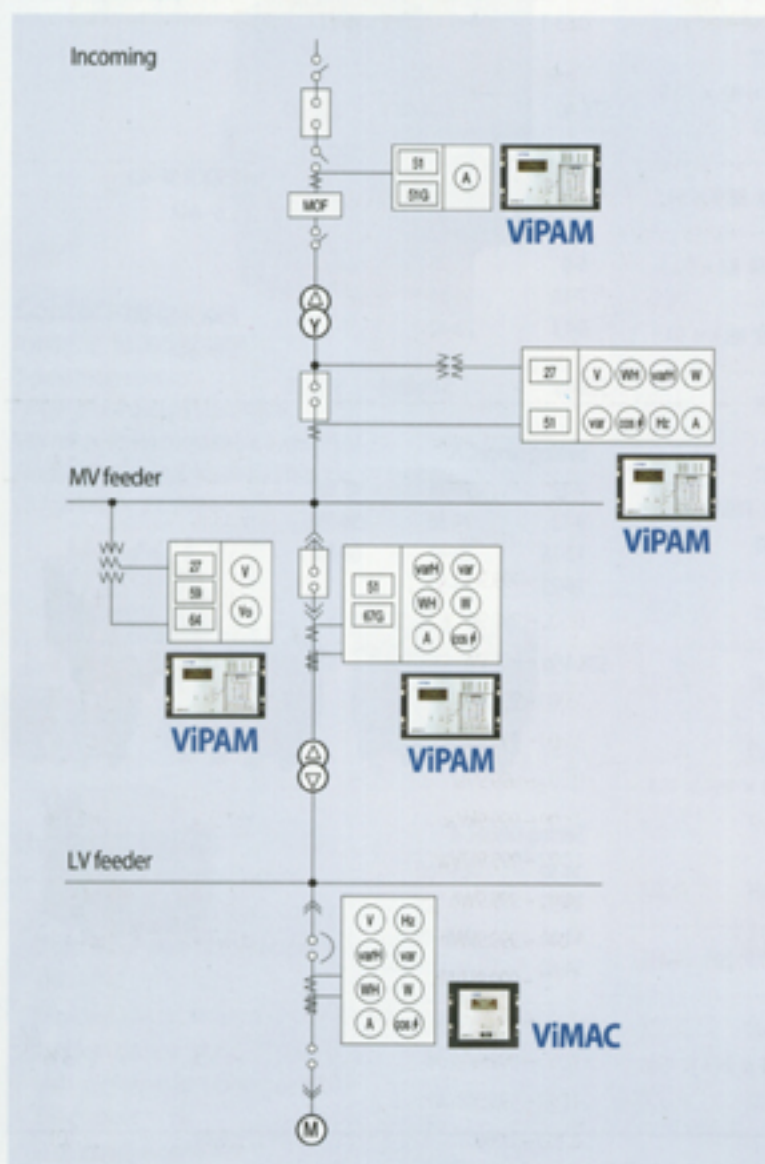 Incoming
51
51G
A
MOF
ViPAM
Y
27
V WH varH W
51
var cos∮ Hz A
MV feeder
ViPAM
27
59
64
V
Vo
51
67G
varH var
WH W
A cos∮
ViPAM
ViPAM
LV feeder
V Hz
varH var
WH W
A cos∮
ViMAC
M